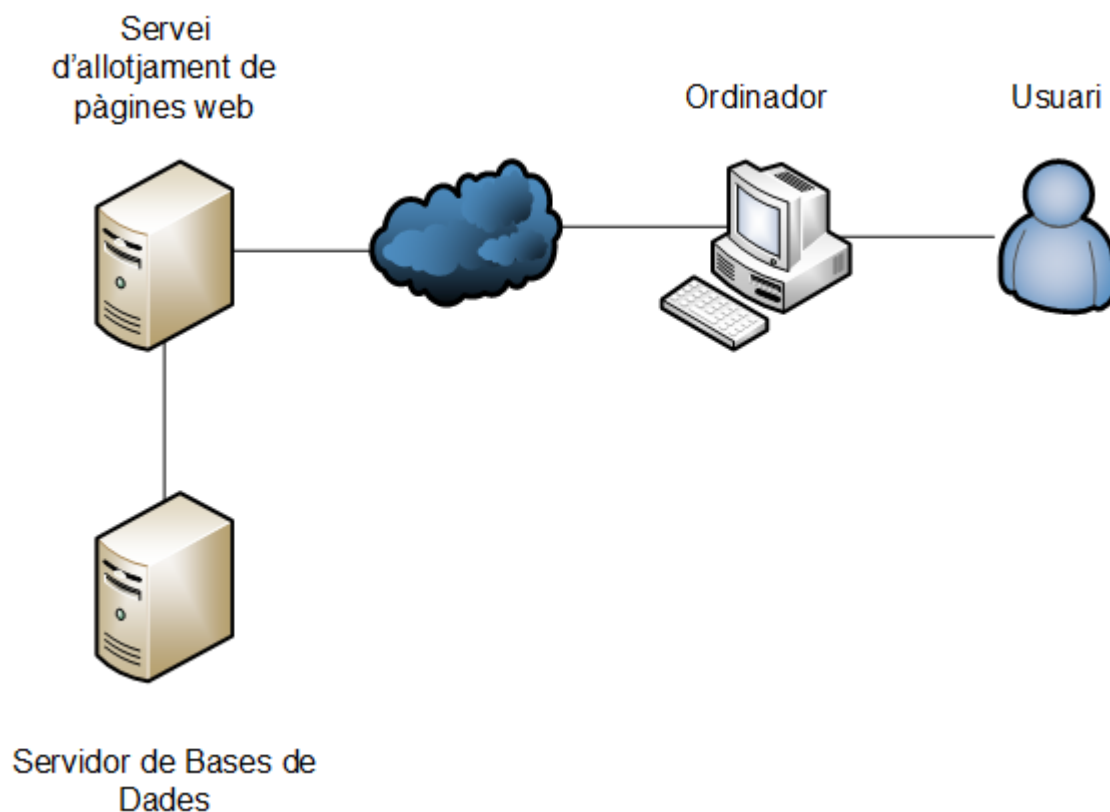 Servei
d'allotjament de
pàgines web
Ordinador
Usuari
Servidor de Bases de
Dades